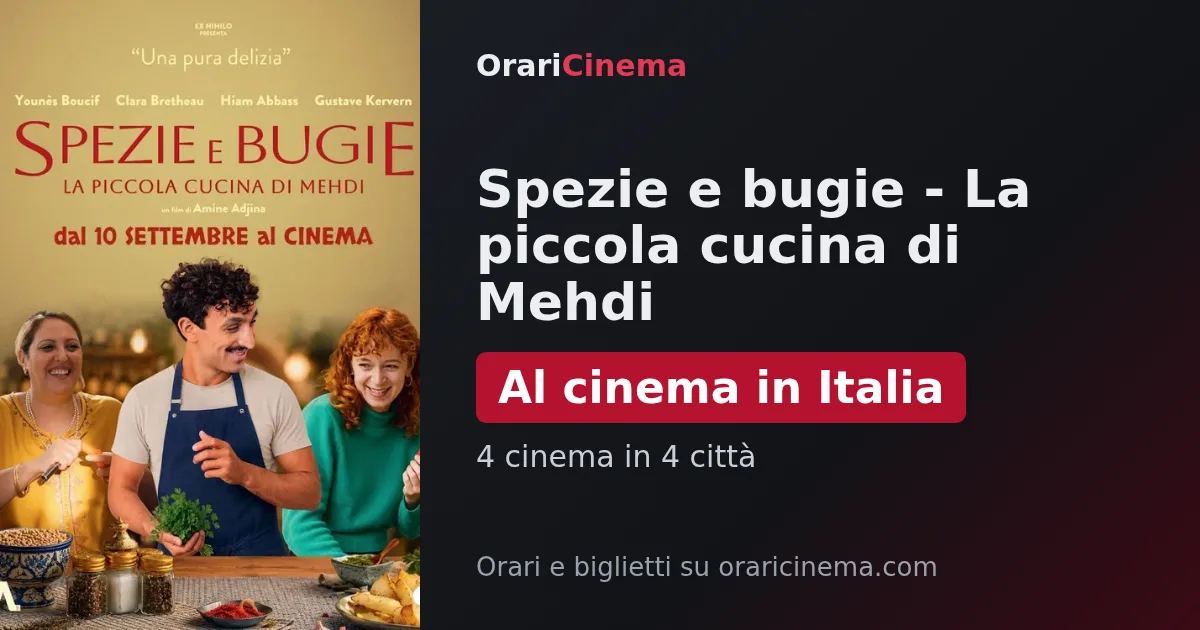 EX NIHILO
PRESENTA
“Una pura delizia”
Younès Boucif Clara Bretheau Hiam Abbass Gustave Kervern
SPEZIE E BUGIE
LA PICCOLA CUCINA DI MEHDI
un film di Amine Adjina
dal 10 SETTEMBRE al CINEMA
OrariCinema
Spezie e bugie - La
piccola cucina di
Mehdi
Al cinema in Italia
4 cinema in 4 città
Orari e biglietti su oraricinema.com